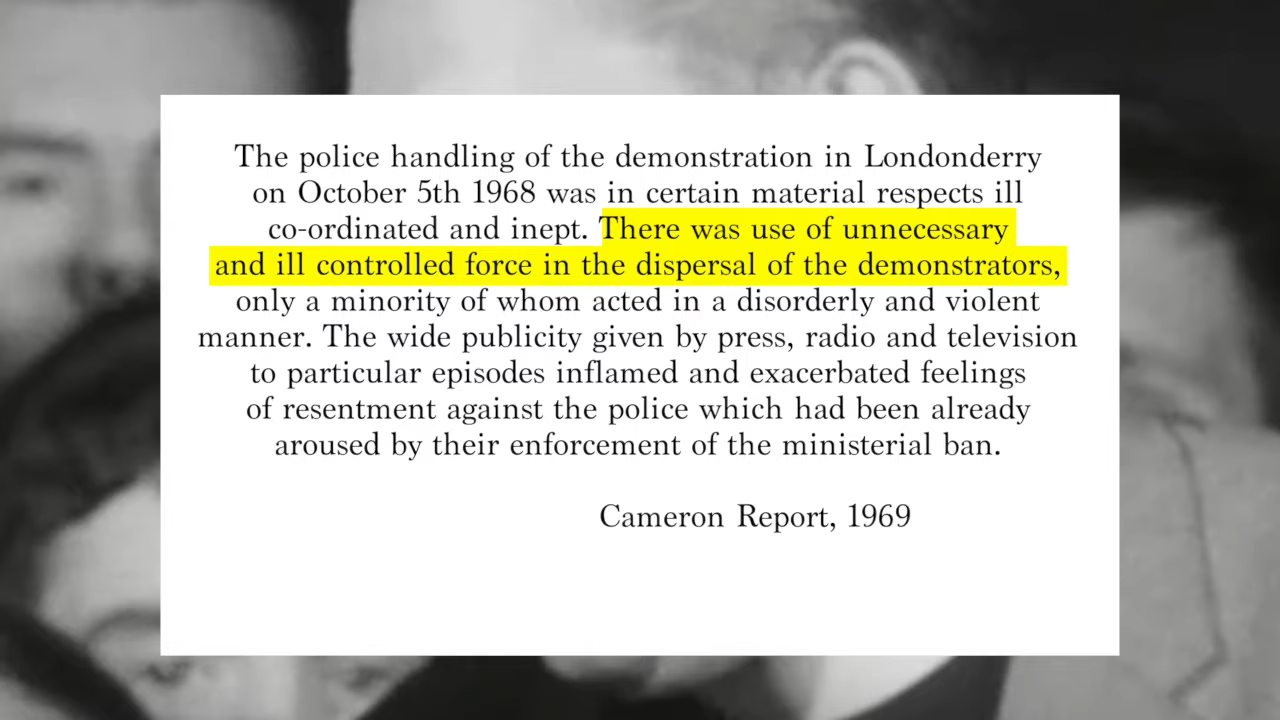 The police handling of the demonstration in Londonderry
on October 5th 1968 was in certain material respects ill
co-ordinated and inept. There was use of unnecessary
and ill controlled force in the dispersal of the demonstrators,
only a minority of whom acted in a disorderly and violent
manner. The wide publicity given by press, radio and television
to particular episodes inflamed and exacerbated feelings
of resentment against the police which had been already
aroused by their enforcement of the ministerial ban.
Cameron Report, 1969